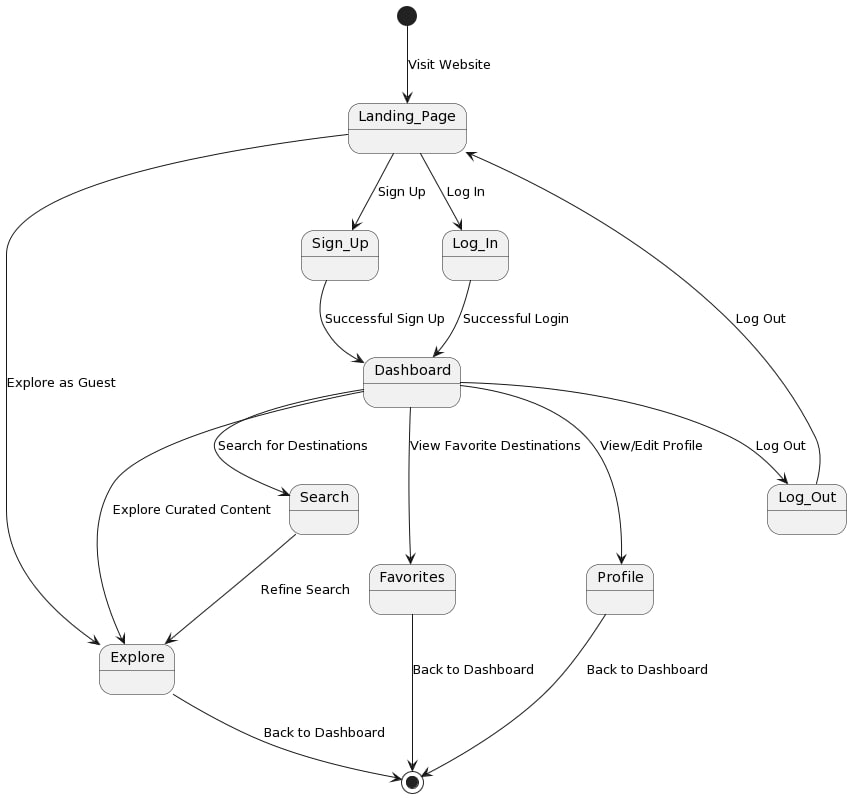 Visit Website
Landing_Page
Sign Up
Log In
Sign_Up
Log_In
Successful Sign Up
Successful Login
Log Out
Explore as Guest
Dashboard
Search for Destinations
View Favorite Destinations
View/Edit Profile
Log Out
Explore Curated Content
Search
Log_Out
Refine Search
Favorites
Profile
Explore
Back to Dashboard
Back to Dashboard
Back to Dashboard